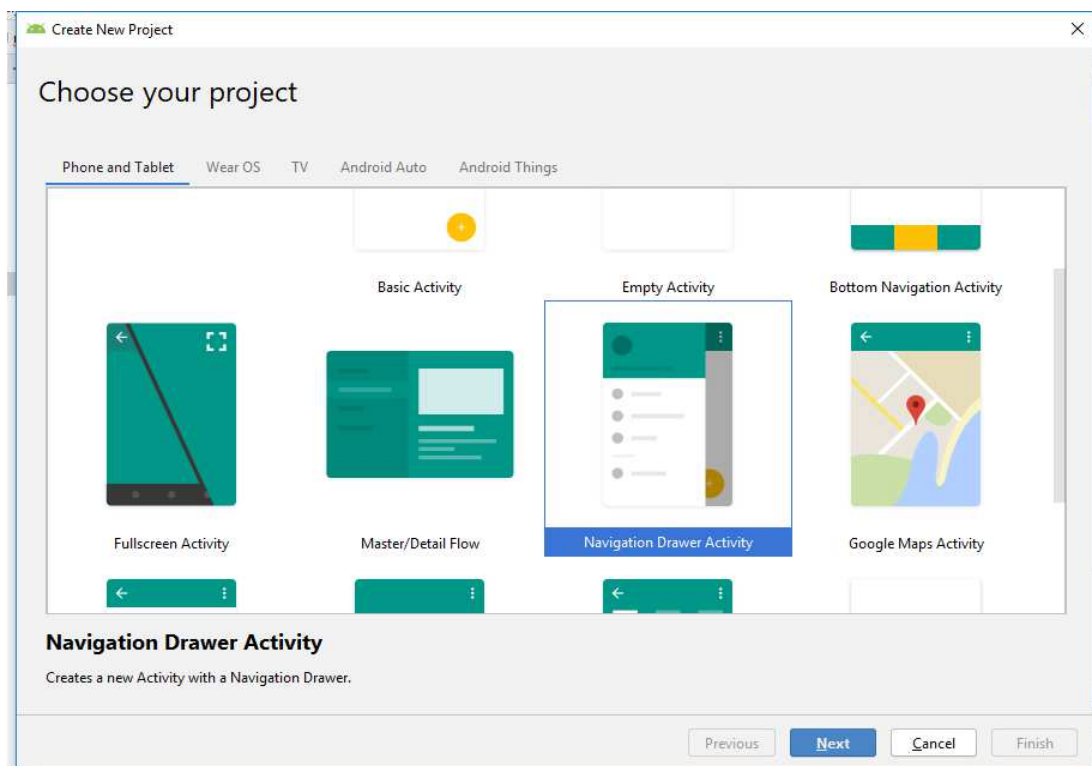 Create New Project
Choose your project
Phone and Tablet Wear OS TV Android Auto Android Things
Basic Activity Empty Activity Bottom Navigation Activity
Fullscreen Activity Master/Detail Flow Navigation Drawer Activity Google Maps Activity
Navigation Drawer Activity
Creates a new Activity with a Navigation Drawer.
Previous Next Cancel Finish